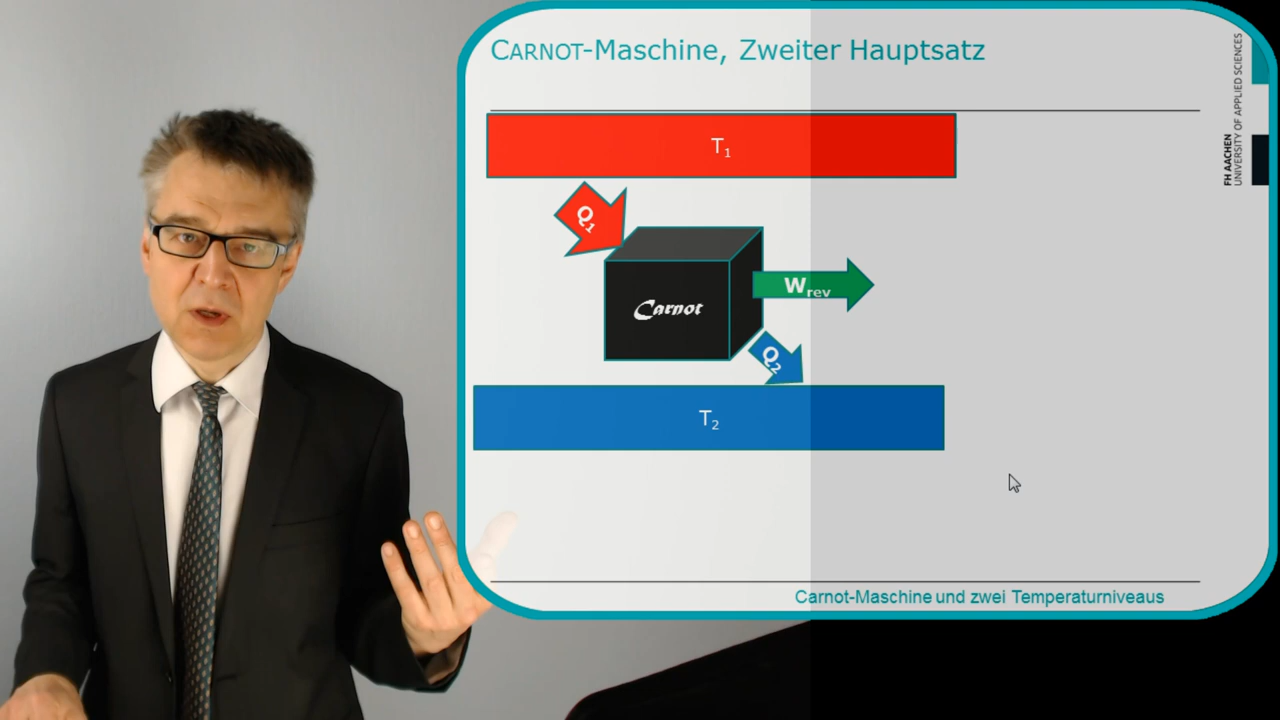 CARNOT-Maschine, Zweiter Hauptsatz
T1
Q1
Carnot
Wrev
Q2
T2
Carnot-Maschine und zwei Temperaturniveaus
FH AACHEN
UNIVERSITY OF APPLIED SCIENCES